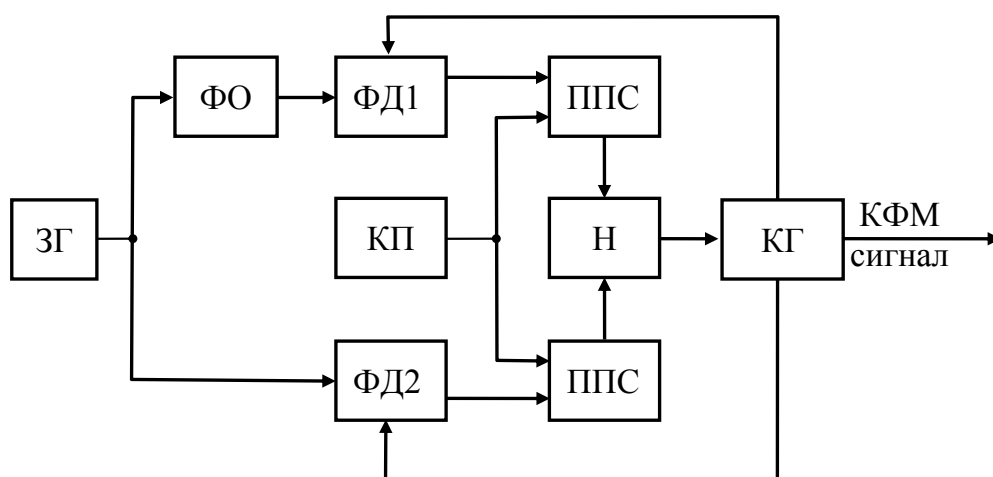 ФО
ФД1
ППС
ЗГ
КП
Н
КГ
КФМ
сигнал
ФД2
ППС